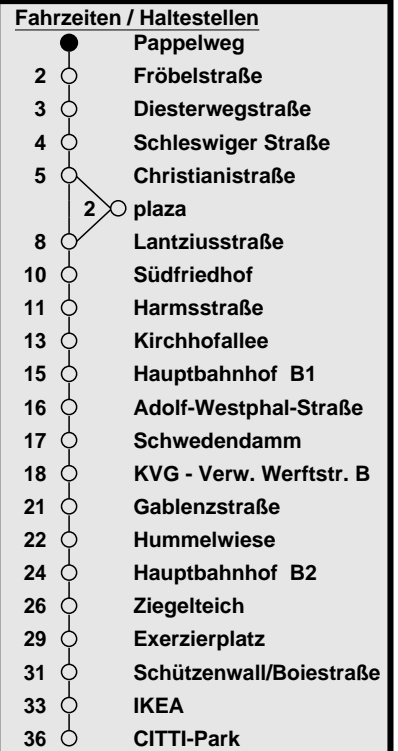 Fahrzeiten / Haltestellen
Pappelweg
2 Fröbelstraße
3 Diesterwegstraße
4 Schleswiger Straße
5 Christianistraße
2 plaza
8 Lantziusstraße
10 Südfriedhof
11 Harmsstraße
13 Kirchhofallee
15 Hauptbahnhof B1
16 Adolf-Westphal-Straße
17 Schwedendamm
18 KVG - Verw. Werftstr. B
21 Gablenzstraße
22 Hummelwiese
24 Hauptbahnhof B2
26 Ziegelteich
29 Exerzierplatz
31 Schützenwall/Boiestraße
33 IKEA
36 CITTI-Park